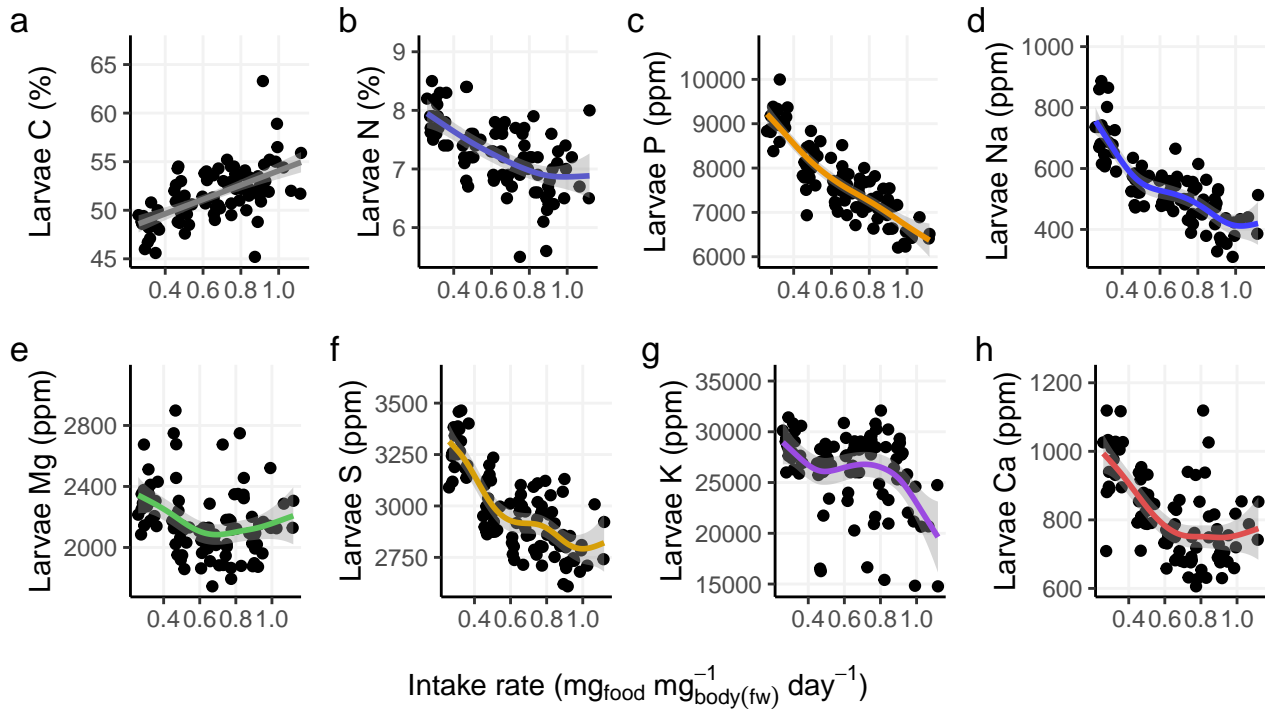 a
Larvae C (%)
65
60
55
50
45
0.4 0.6 0.8 1.0
b
Larvae N (%)
9
8
7
6
0.4 0.6 0.8 1.0
c
Larvae P (ppm)
10000
9000
8000
7000
6000
0.4 0.6 0.8 1.0
d
Larvae Na (ppm)
1000
800
600
400
0.4 0.6 0.8 1.0
e
Larvae Mg (ppm)
2800
2400
2000
0.4 0.6 0.8 1.0
f
Larvae S (ppm)
3500
3250
3000
2750
0.4 0.6 0.8 1.0
g
Larvae K (ppm)
35000
30000
25000
20000
15000
0.4 0.6 0.8 1.0
h
Larvae Ca (ppm)
1200
1000
800
600
0.4 0.6 0.8 1.0
Intake rate (mg_food mg_body(fw)^−1 day^−1)